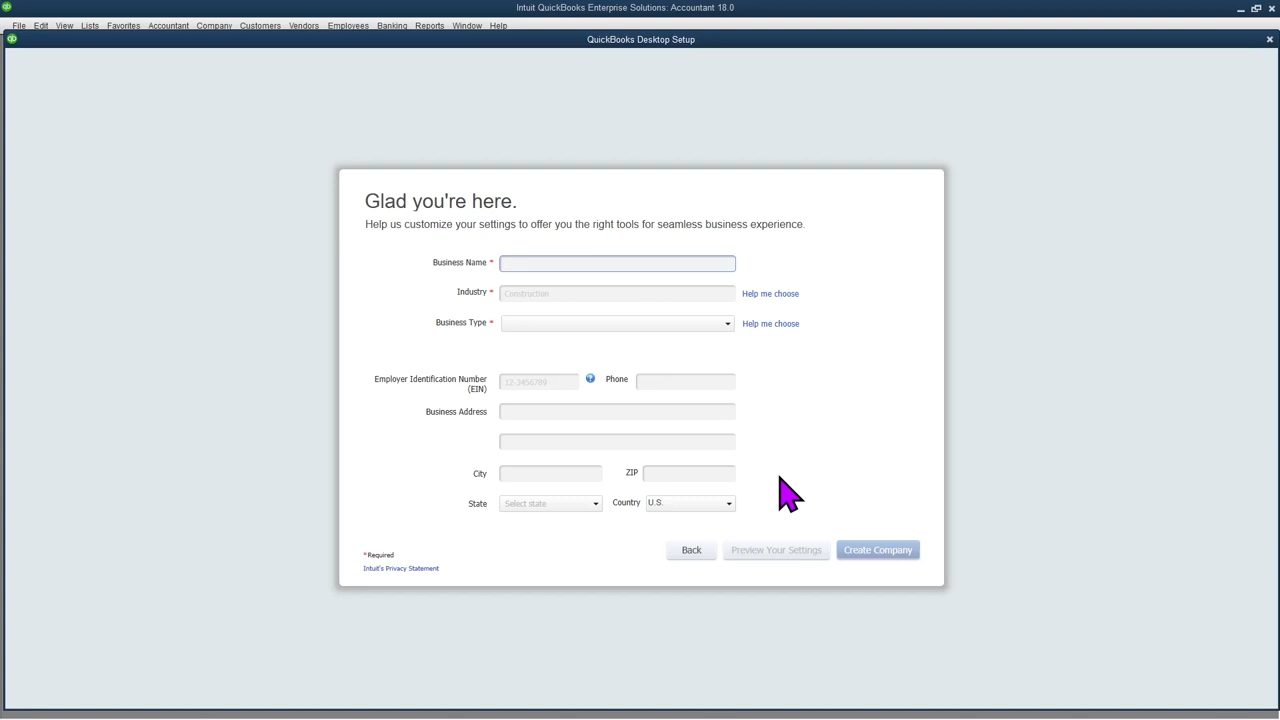 Intuit QuickBooks Enterprise Solutions: Accountant 18.0
File Edit View Lists Favorites Accountant Company Customers Vendors Employees Banking Reports Window Help
QuickBooks Desktop Setup
Glad you're here.
Help us customize your settings to offer you the right tools for seamless business experience.
Business Name *
Industry * Construction Help me choose
Business Type * Help me choose
Employer Identification Number (EIN) 12-3456789 ? Phone
Business Address
City ZIP
State Select state Country U.S.
Back Preview Your Settings Create Company
*Required
Intuit's Privacy Statement